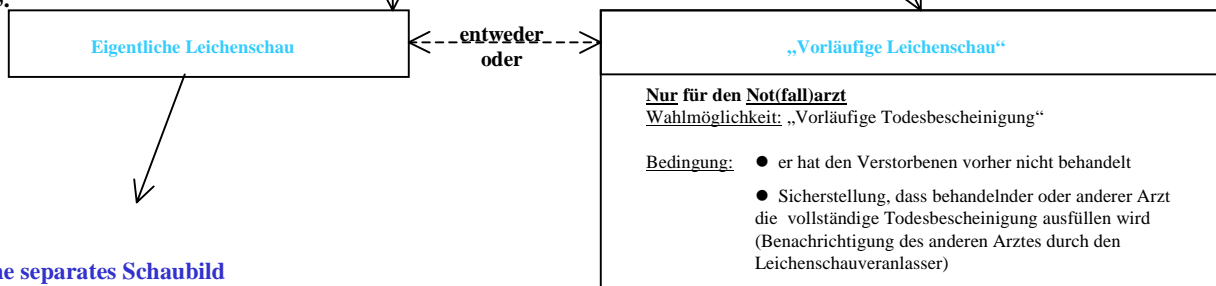 Eigentliche Leichenschau
entweder
oder
„Vorläufige Leichenschau“
Nur für den Not(fall)arzt
Wahlmöglichkeit: „Vorläufige Todesbescheinigung“
Bedingung: ● er hat den Verstorbenen vorher nicht behandelt
● Sicherstellung, dass behandelnder oder anderer Arzt
die vollständige Todesbescheinigung ausfüllen wird
(Benachrichtigung des anderen Arztes durch den
Leichenschauveranlasser)
separates Schaubild